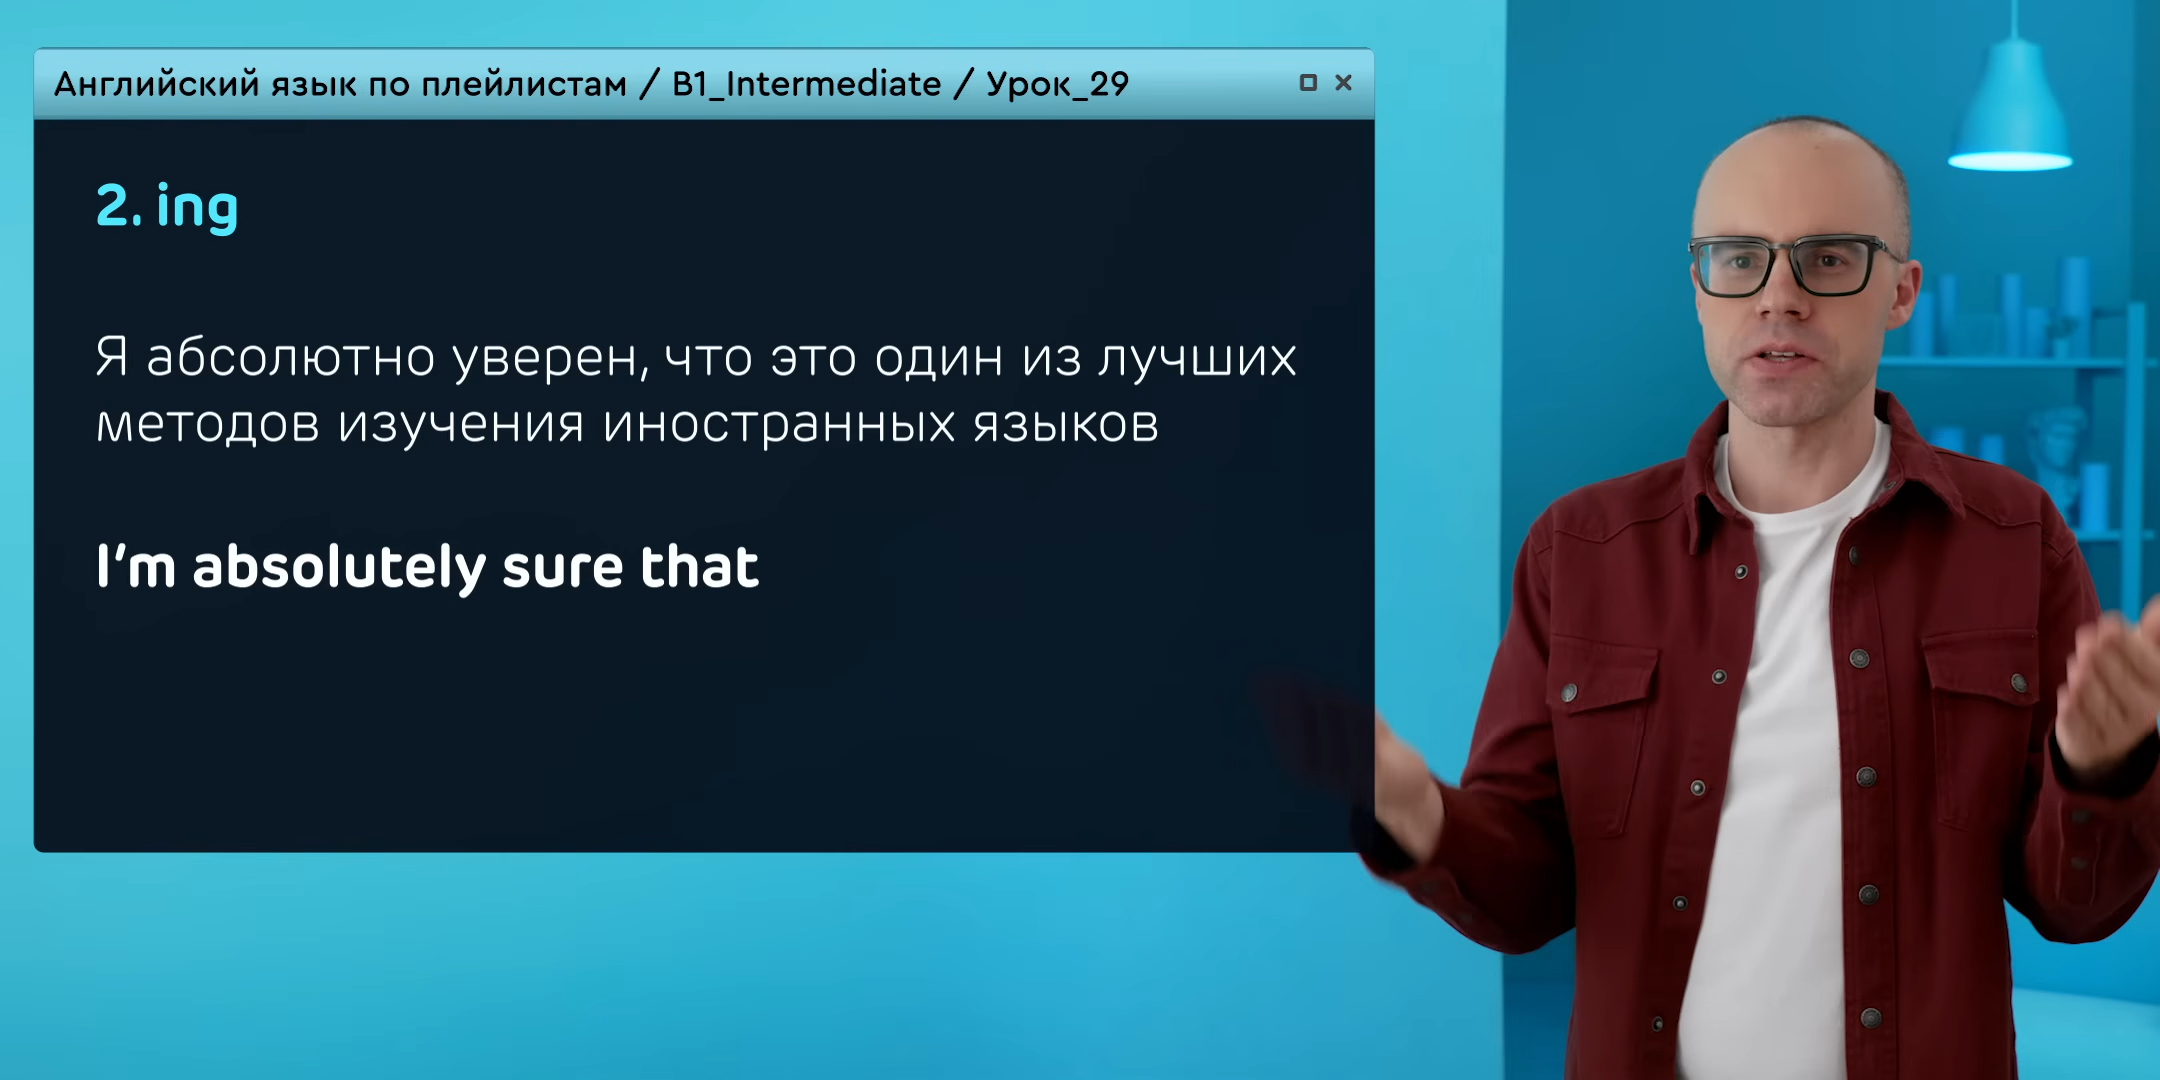 Английский язык по плейлистам / B1_Intermediate / Урок_29
2. ing
Я абсолютно уверен, что это один из лучших
методов изучения иностранных языков
I’m absolutely sure that